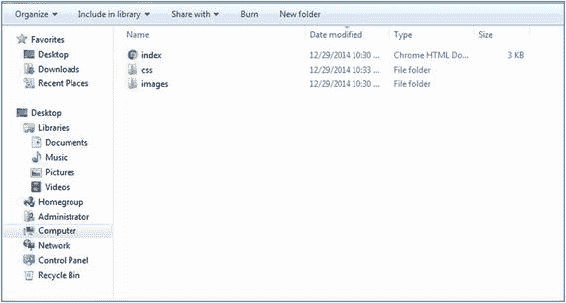 Organize Include in library Share with Burn New folder
Favorites
Desktop
Downloads
Recent Places
Desktop
Libraries
Documents
Music
Pictures
Videos
Homegroup
Administrator
Computer
Network
Control Panel
Recycle Bin
Name Date modified Type Size
index 12/29/2014 10:30 ... Chrome HTML Do... 3 KB
css 12/29/2014 10:33 ... File folder
images 12/29/2014 10:30 ... File folder